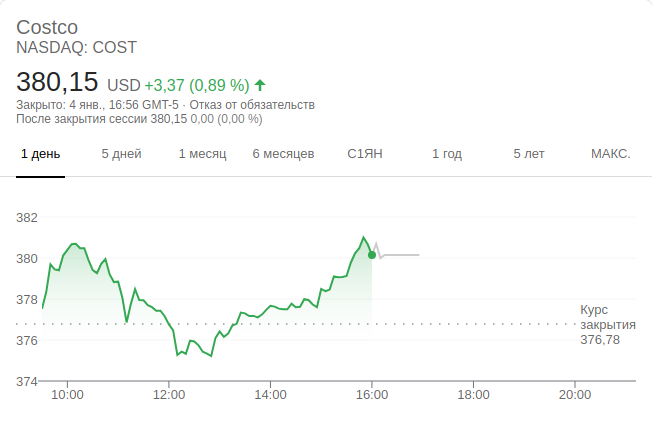 Costco
NASDAQ: COST
380,15 USD +3,37 (0,89 %)
Закрыто: 4 янв., 16:56 GMT-5 · Отказ от обязательств
После закрытия сессии 380,15 0,00 (0,00 %)
1 день 5 дней 1 месяц 6 месяцев С1ЯН 1 год 5 лет МАКС.
382
380
378
Курс
закрытия
376,78
376
374
10:00 12:00 14:00 16:00 18:00 20:00